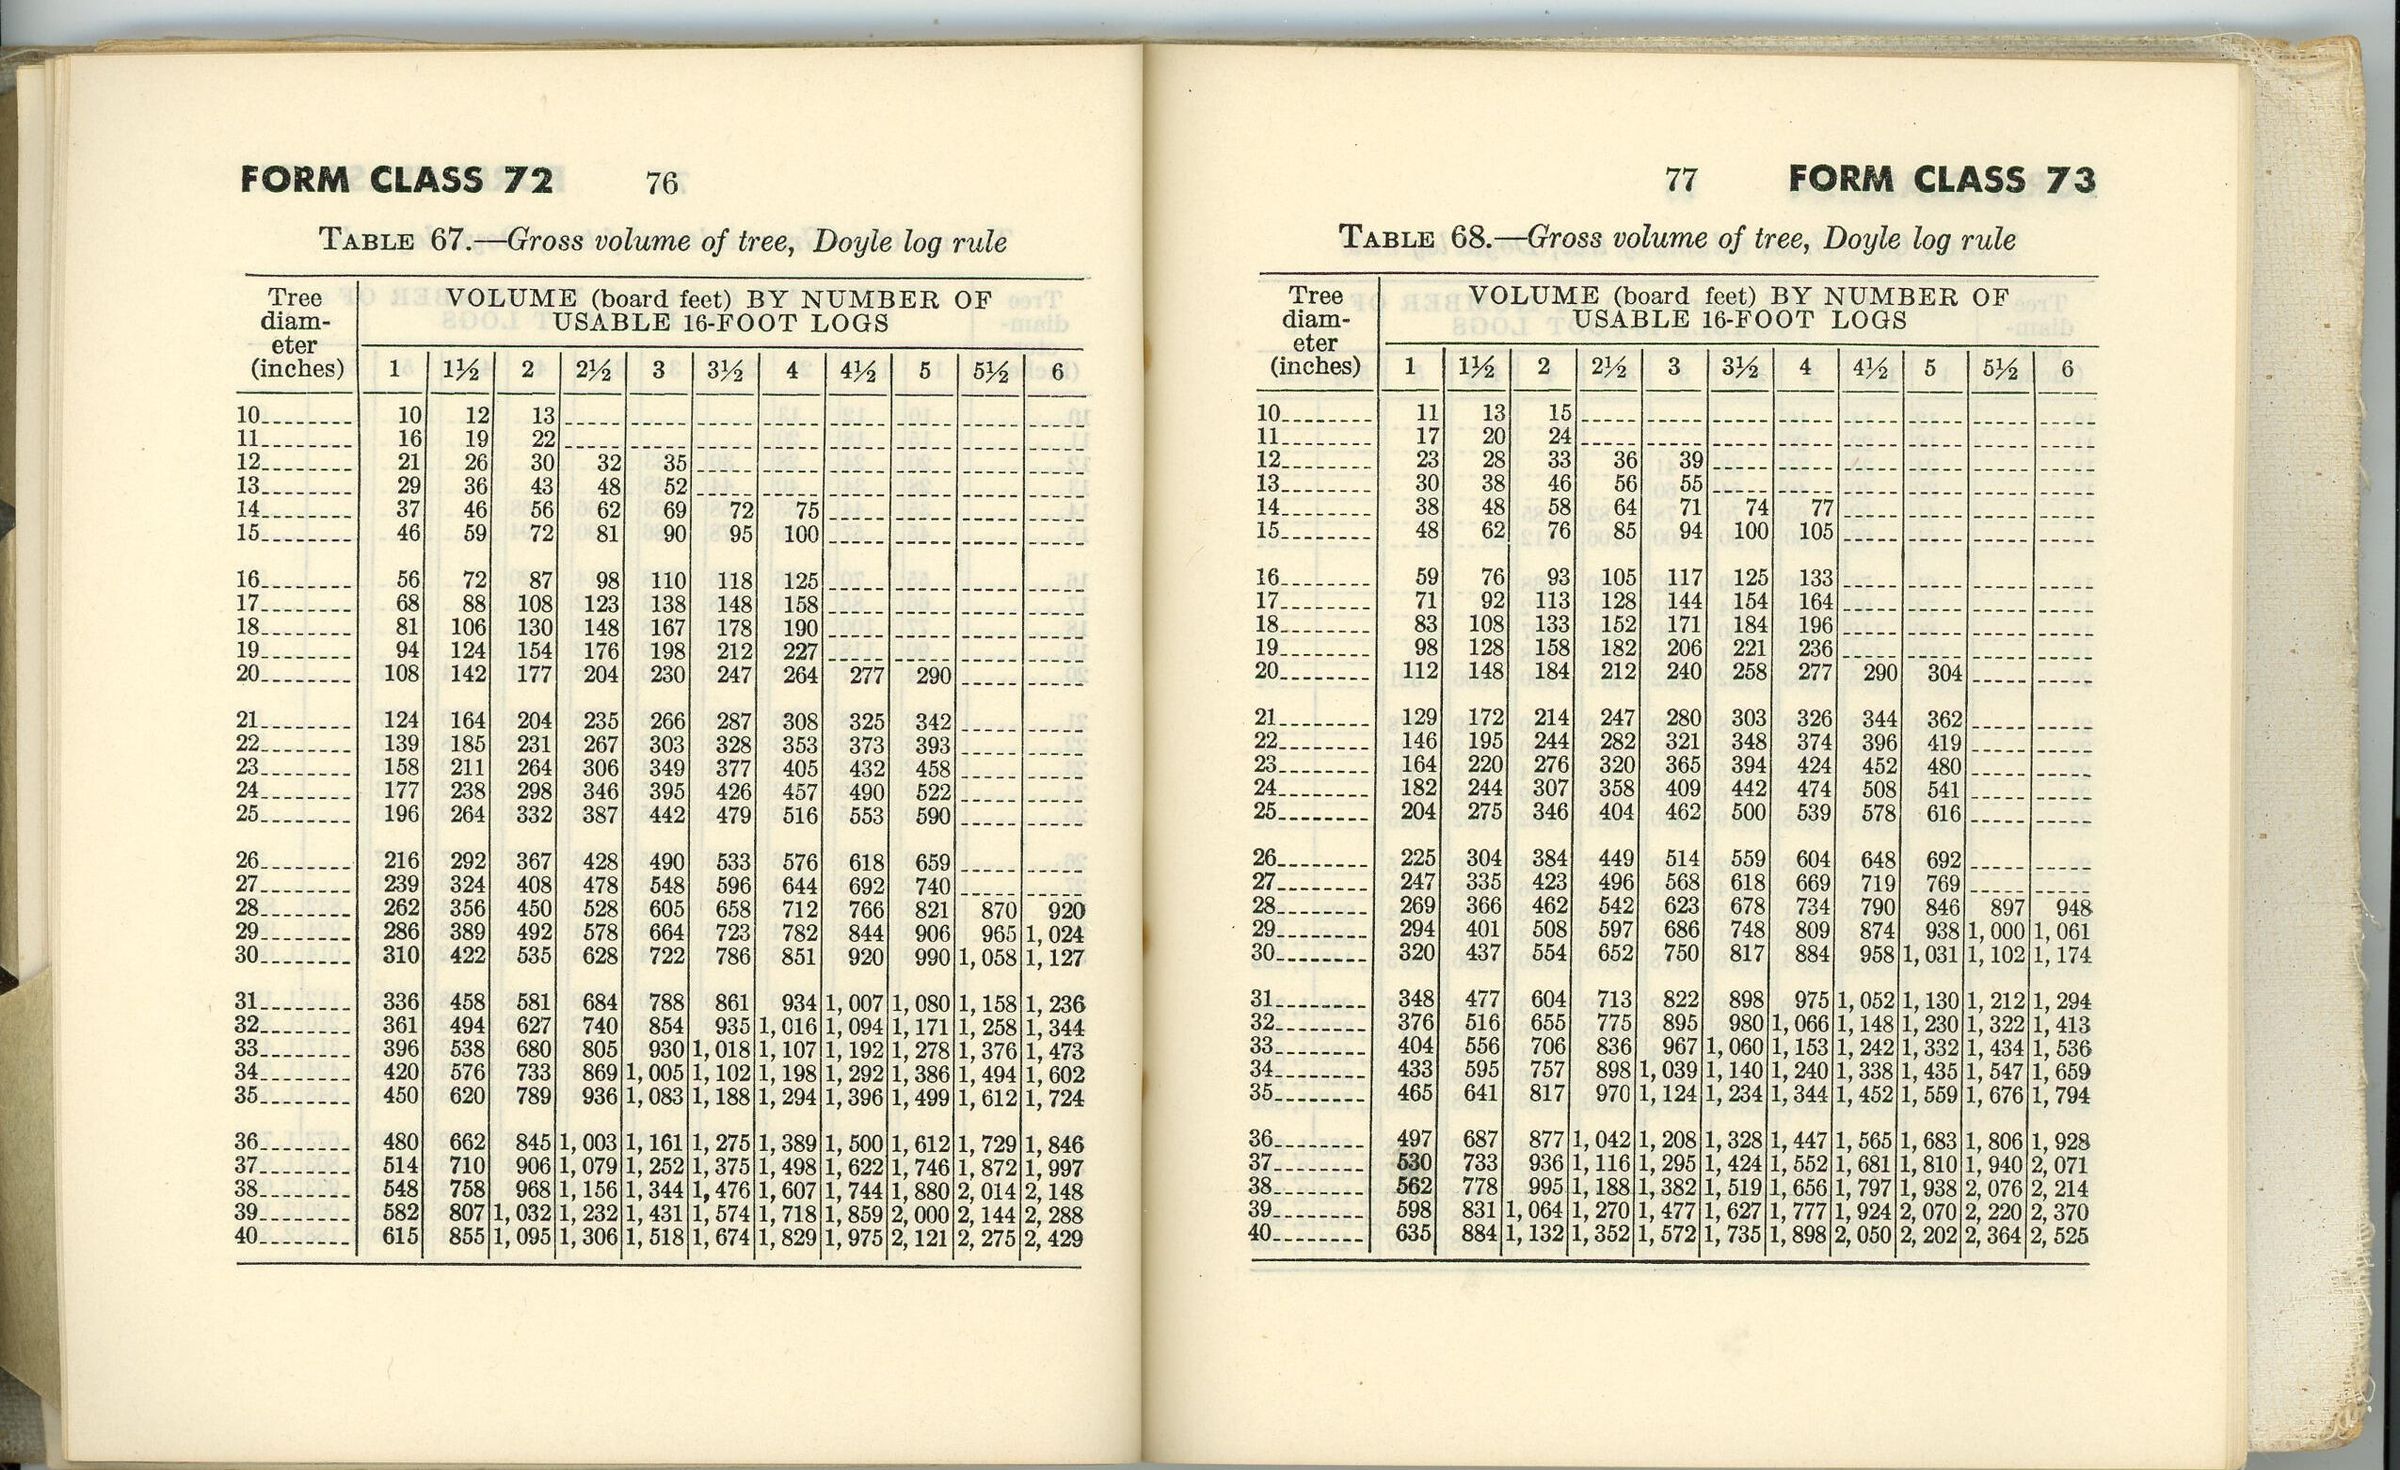 FORM CLASS 72 76
TABLE 67.—Gross volume of tree, Doyle log rule
Tree diam-eter (inches) VOLUME (board feet) BY NUMBER OF
USABLE 16-FOOT LOGS
1 1½ 2 2½ 3 3½ 4 4½ 5 5½ 6
10 10 12 13
11 16 19 22
12 21 26 30 32 35
13 29 36 43 48 52
14 37 46 56 62 69 72 75
15 46 59 72 81 90 95 100
16 56 72 87 98 110 118 125
17 68 88 108 123 138 148 158
18 81 106 130 148 167 178 190
19 94 124 154 176 198 212 227
20 108 142 177 204 230 247 264 277 290
21 124 164 204 235 266 287 308 325 342
22 139 185 231 267 303 328 353 373 393
23 158 211 264 306 349 377 405 432 458
24 177 238 298 346 395 426 457 490 522
25 196 264 332 387 442 479 516 553 590
26 216 292 367 428 490 533 576 618 659
27 239 324 408 478 548 596 644 692 740
28 262 356 450 528 605 658 712 766 821 870 920
29 286 389 492 578 664 723 782 844 906 965 1,024
30 310 422 535 628 722 786 851 920 990 1,058 1,127
31 336 458 581 684 788 861 934 1,007 1,080 1,158 1,236
32 361 494 627 740 854 935 1,016 1,094 1,171 1,258 1,344
33 396 538 680 805 930 1,018 1,107 1,192 1,278 1,376 1,473
34 420 576 733 869 1,005 1,102 1,198 1,292 1,386 1,494 1,602
35 450 620 789 936 1,083 1,188 1,294 1,396 1,499 1,612 1,724
36 480 662 845 1,003 1,161 1,275 1,389 1,500 1,612 1,729 1,846
37 514 710 906 1,079 1,252 1,375 1,498 1,622 1,746 1,872 1,997
38 548 758 968 1,156 1,344 1,476 1,607 1,744 1,880 2,014 2,148
39 582 807 1,032 1,232 1,431 1,574 1,718 1,859 2,000 2,144 2,288
40 615 855 1,095 1,306 1,518 1,674 1,829 1,975 2,121 2,275 2,429
77 FORM CLASS 73
TABLE 68.—Gross volume of tree, Doyle log rule
Tree diam-eter (inches) VOLUME (board feet) BY NUMBER OF
USABLE 16-FOOT LOGS
1 1½ 2 2½ 3 3½ 4 4½ 5 5½ 6
10 11 13 15
11 17 20 24
12 23 28 33 36 39
13 30 38 46 56 55
14 38 48 58 64 71 74 77
15 48 62 76 85 94 100 105
16 59 76 93 105 117 125 133
17 71 92 113 128 144 154 164
18 83 108 133 152 171 184 196
19 98 128 158 182 206 221 236
20 112 148 184 212 240 258 277 290 304
21 129 172 214 247 280 303 326 344 362
22 146 195 244 282 321 348 374 396 419
23 164 220 276 320 365 394 424 452 480
24 182 244 307 358 409 442 474 508 541
25 204 275 346 404 462 500 539 578 616
26 225 304 384 449 514 559 604 648 692
27 247 335 423 496 568 618 669 719 769
28 269 366 462 542 623 678 734 790 846 897 948
29 294 401 508 597 686 748 809 874 938 1,000 1,061
30 320 437 554 652 750 817 884 958 1,031 1,102 1,174
31 348 477 604 713 822 898 975 1,052 1,130 1,212 1,294
32 376 516 655 775 895 980 1,066 1,148 1,230 1,322 1,413
33 404 556 706 836 967 1,060 1,153 1,242 1,332 1,434 1,536
34 433 595 757 898 1,039 1,140 1,240 1,338 1,435 1,547 1,659
35 465 641 817 970 1,124 1,234 1,344 1,452 1,559 1,676 1,794
36 497 687 877 1,042 1,208 1,328 1,447 1,565 1,683 1,806 1,928
37 530 733 936 1,116 1,295 1,424 1,552 1,681 1,810 1,940 2,071
38 562 778 995 1,188 1,382 1,519 1,656 1,797 1,938 2,076 2,214
39 598 831 1,064 1,270 1,477 1,627 1,777 1,924 2,070 2,220 2,370
40 635 884 1,132 1,352 1,572 1,735 1,898 2,050 2,202 2,364 2,525